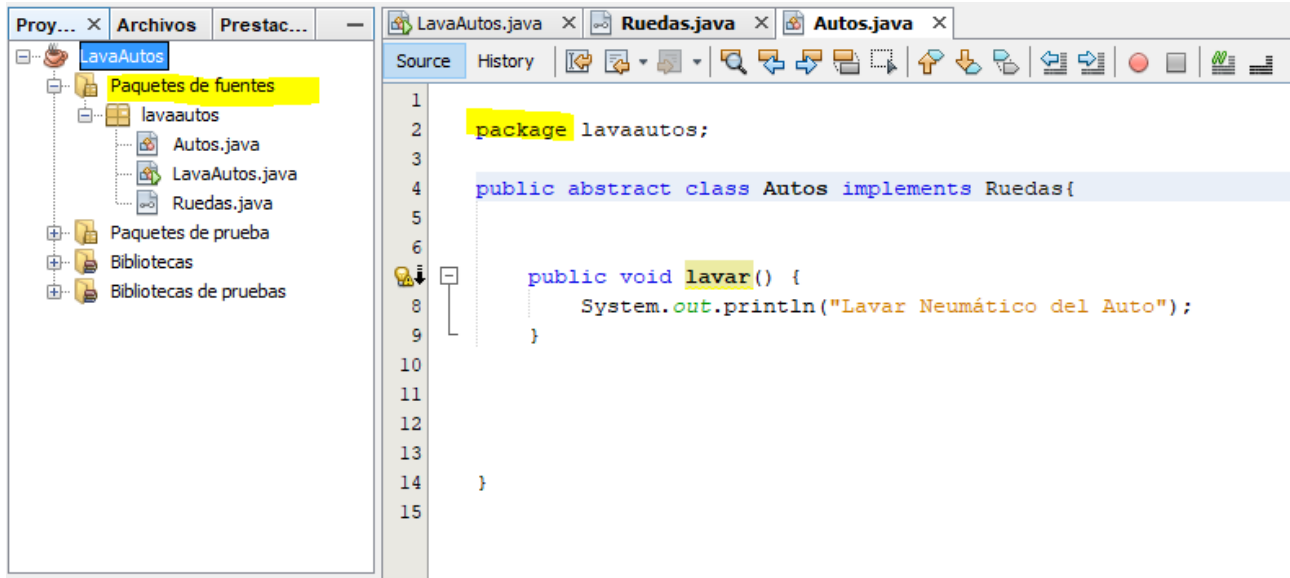 Proy... × Archivos Prestac... –
LavaAutos
Paquetes de fuentes
lavaautos
Autos.java
LavaAutos.java
Ruedas.java
Paquetes de prueba
Bibliotecas
Bibliotecas de pruebas
LavaAutos.java × Ruedas.java × Autos.java ×
Source History
1
2 package lavaautos;
3
4 public abstract class Autos implements Ruedas{
5
6
public void lavar() {
8 System.out.println("Lavar Neumático del Auto");
9 }
10
11
12
13
14 }
15